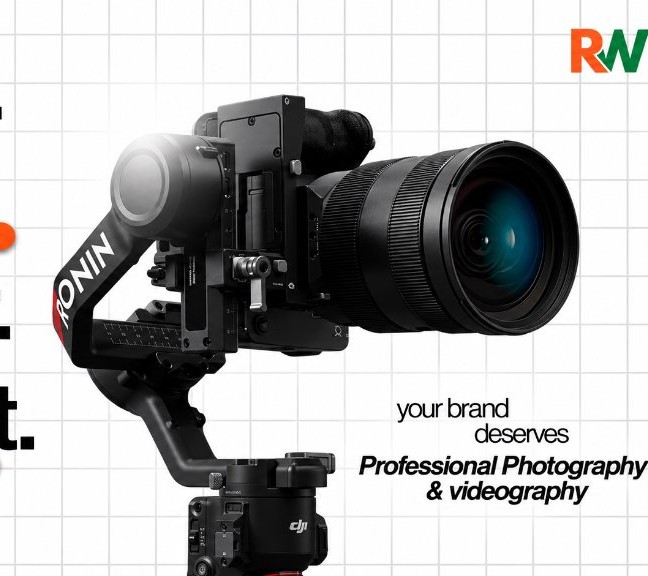 RW
RONIN
t.
your brand
deserves
Professional Photography
& videography
dji